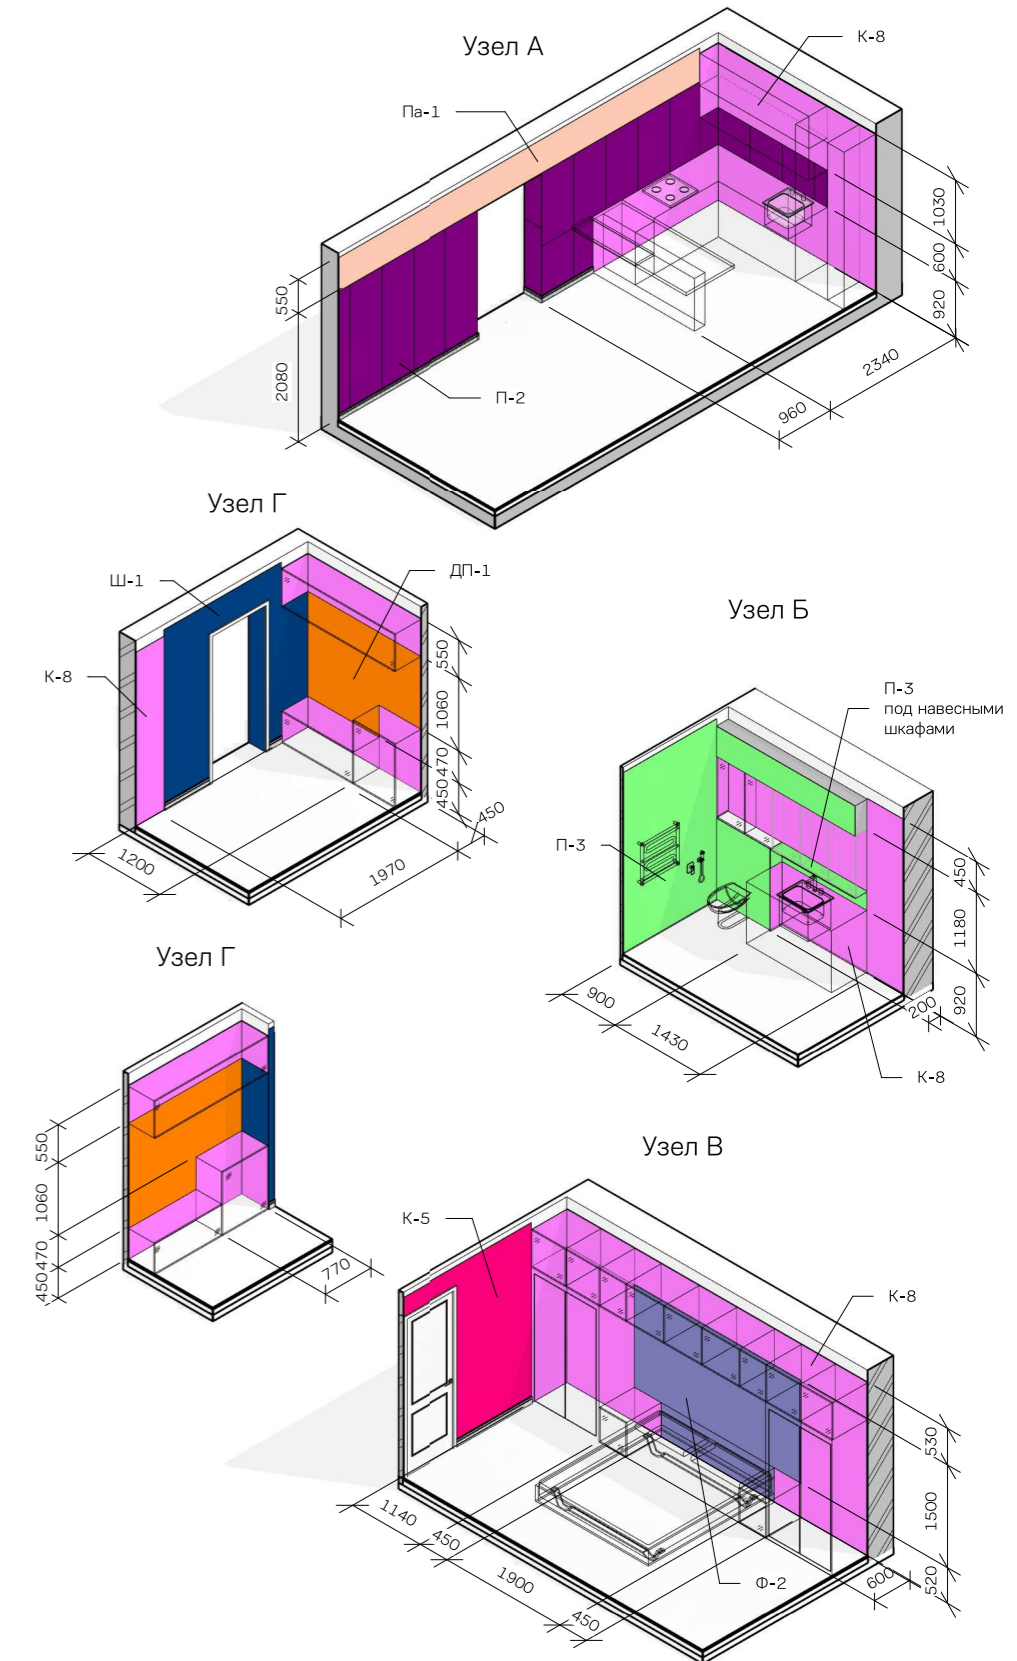 Узел А
К-8
Па-1
1030
600
920
550
2080
П-2
2340
960
Узел Г
Ш-1
ДП-1
К-8
550
1060
470
450
450
1200
1970
Узел Б
П-3
под навесными
шкафами
П-3
450
1180
920
900
1430
200
К-8
Узел Г
550
1060
470
450
770
Узел В
К-5
К-8
530
1500
520
1140
450
1900
450
600
Ф-2